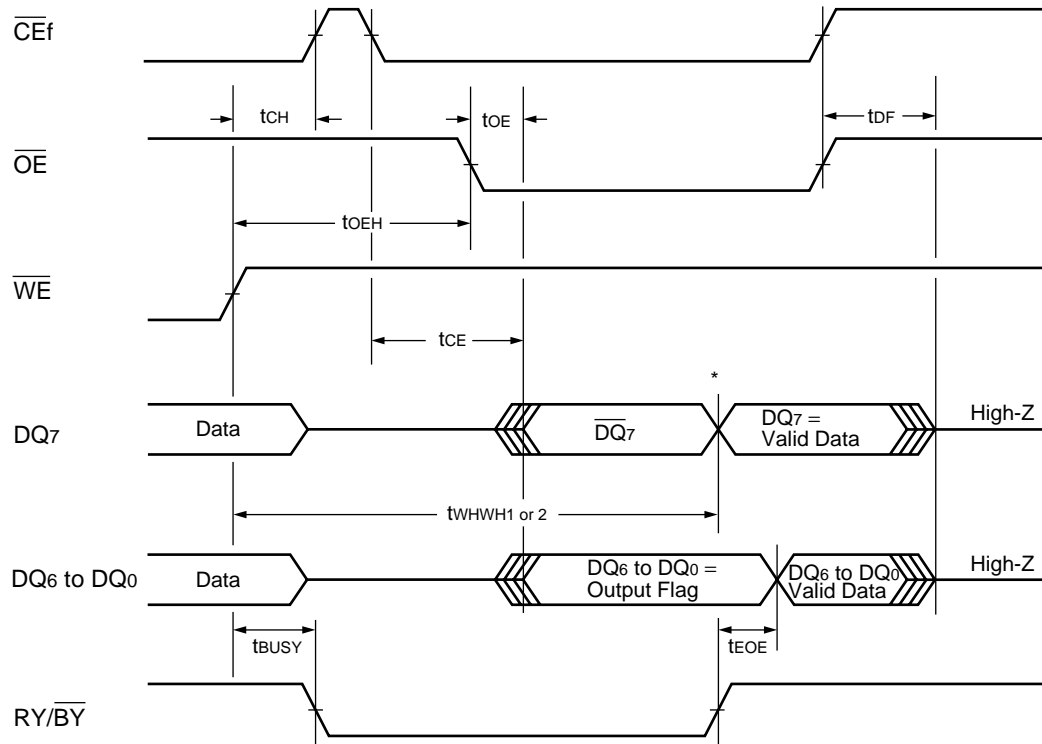 CEf
tCH
tOE
tDF
OE
tOEH
WE
tCE
*
DQ7
Data
DQ7
DQ7 =
Valid Data
High-Z
tWHWH1 or 2
DQ6 to DQ0
Data
DQ6 to DQ0 =
Output Flag
DQ6 to DQ0
Valid Data
High-Z
tBUSY
tEOE
RY/BY